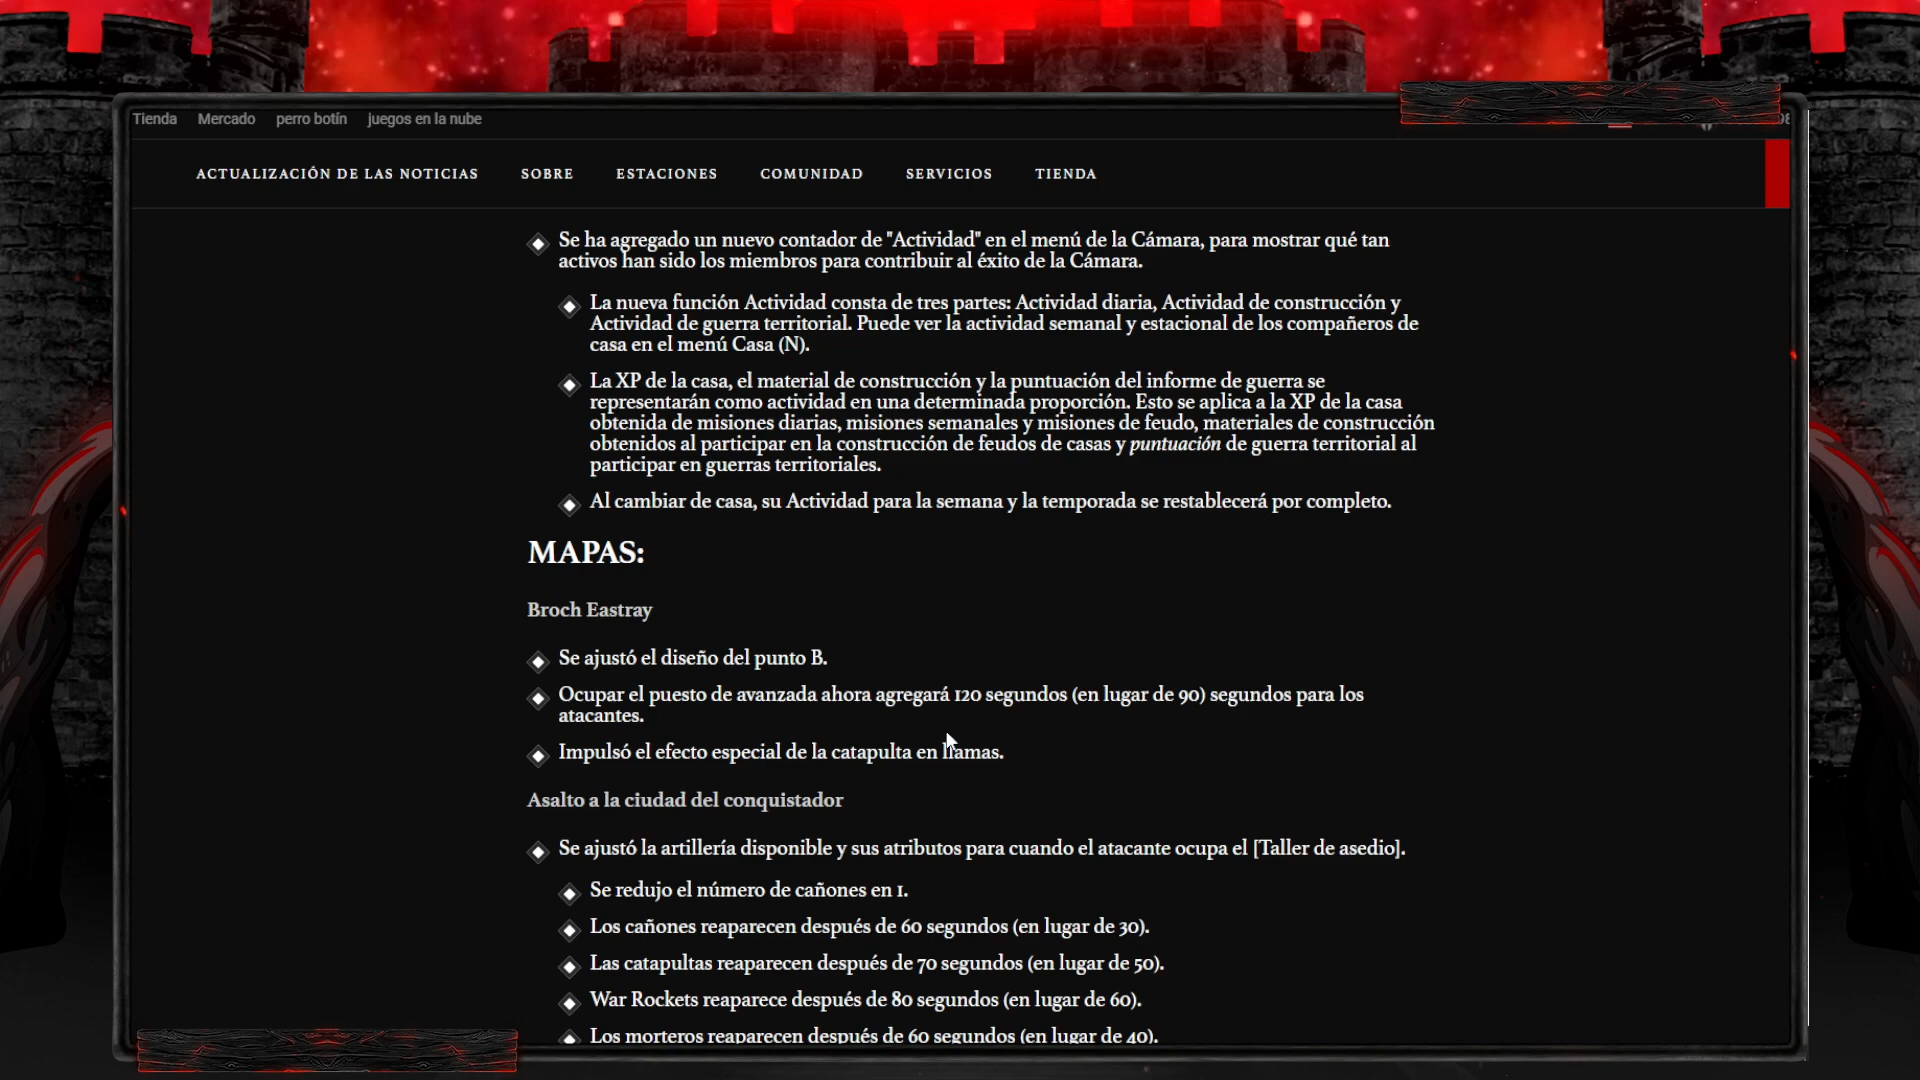 Tienda Mercado perro botín juegos en la nube
ACTUALIZACIÓN DE LAS NOTICIAS SOBRE ESTACIONES COMUNIDAD SERVICIOS TIENDA
Se ha agregado un nuevo contador de "Actividad" en el menú de la Cámara, para mostrar qué tan
activos han sido los miembros para contribuir al éxito de la Cámara.
La nueva función Actividad consta de tres partes: Actividad diaria, Actividad de construcción y
Actividad de guerra territorial. Puede ver la actividad semanal y estacional de los compañeros de
casa en el menú Casa (N).
La XP de la casa, el material de construcción y la puntuación del informe de guerra se
representarán como actividad en una determinada proporción. Esto se aplica a la XP de la casa
obtenida de misiones diarias, misiones semanales y misiones de feudo, materiales de construcción
obtenidos al participar en la construcción de feudos de casas y puntuación de guerra territorial al
participar en guerras territoriales.
Al cambiar de casa, su Actividad para la semana y la temporada se restablecerá por completo.
MAPAS:
Broch Eastray
Se ajustó el diseño del punto B.
Ocupar el puesto de avanzada ahora agregará 120 segundos (en lugar de 90) segundos para los
atacantes.
Impulsó el efecto especial de la catapulta en llamas.
Asalto a la ciudad del conquistador
Se ajustó la artillería disponible y sus atributos para cuando el atacante ocupa el [Taller de asedio].
Se redujo el número de cañones en 1.
Los cañones reaparecen después de 60 segundos (en lugar de 30).
Las catapultas reaparecen después de 70 segundos (en lugar de 50).
War Rockets reaparece después de 80 segundos (en lugar de 60).
Los morteros reaparecen después de 60 segundos (en lugar de 40).